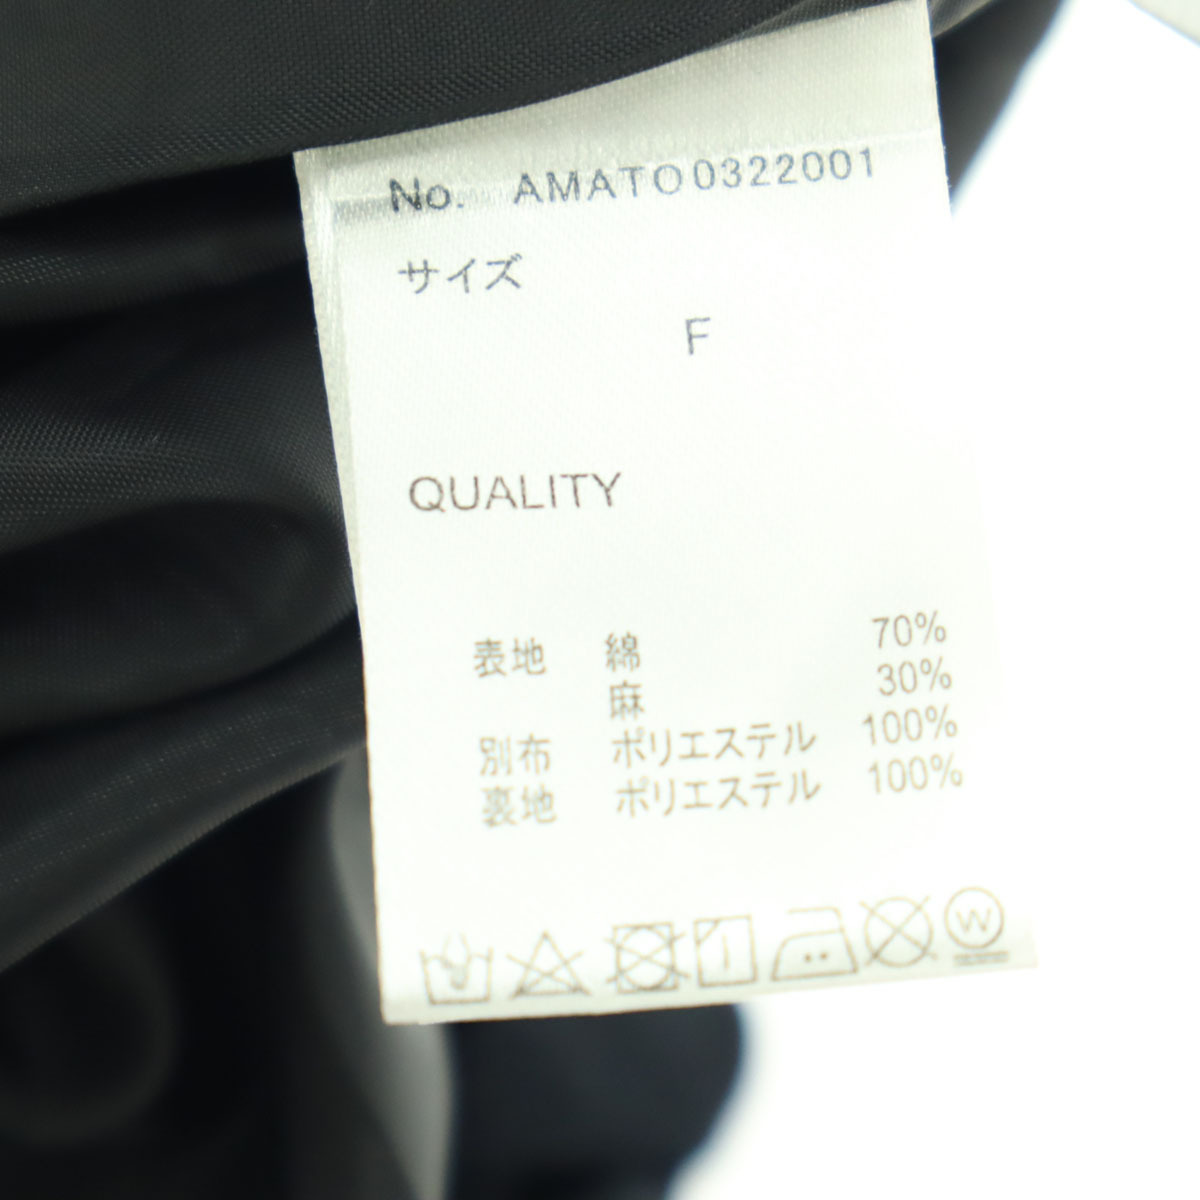 No. AMATO0322001
サイズ
F
QUALITY
表地 綿 70%
麻 30%
別布 ポリエステル 100%
裏地 ポリエステル 100%
W